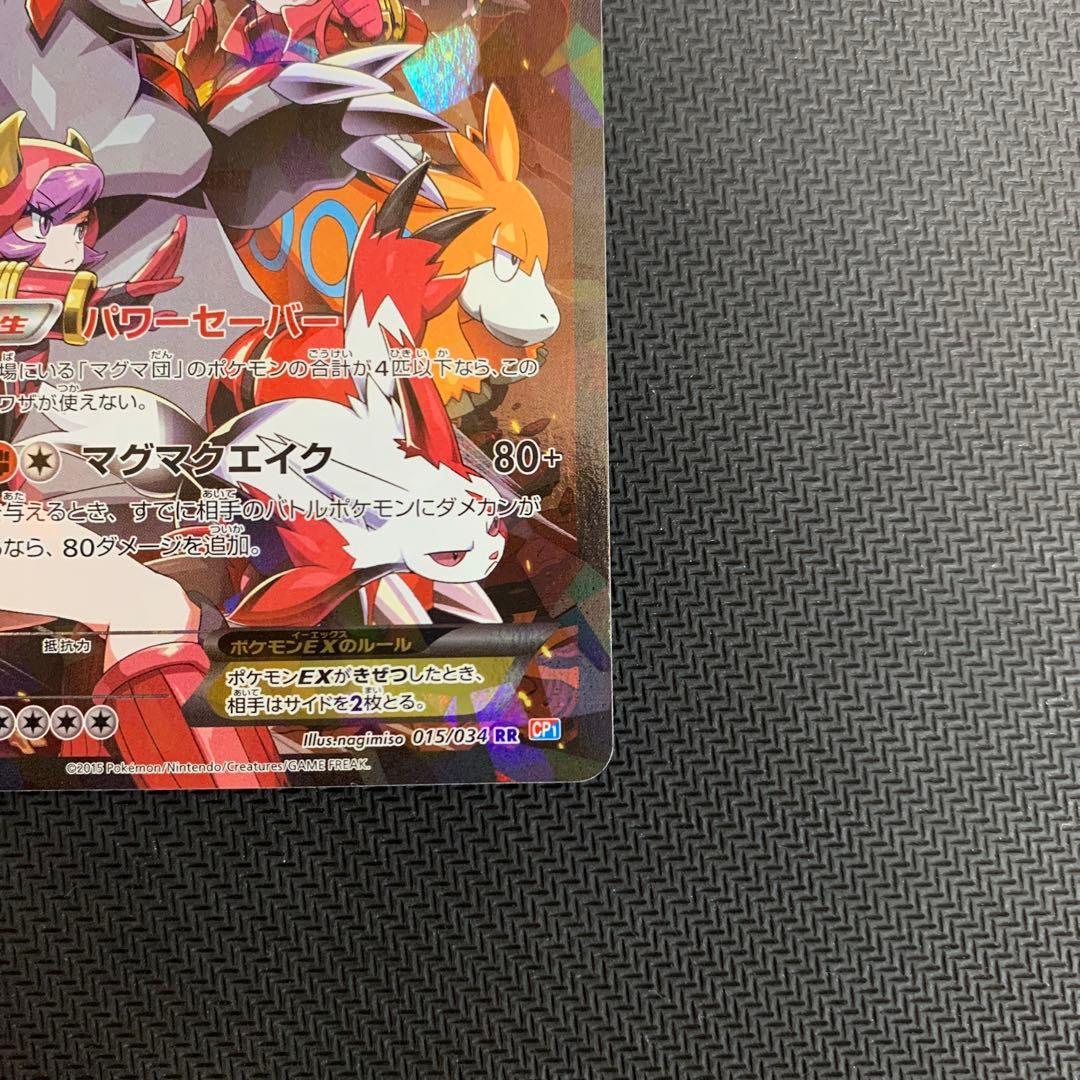 生 パワーセーバー
場にいる「マグマ団」のポケモンの合計が4匹以下なら、この
ワザが使えない。
マグマクエイク 80+
与えるとき、すでに相手のバトルポケモンにダメカンが
なら、80ダメージを追加。
抵抗力
ポケモンEXのルール
ポケモンEXがきぜつしたとき、
相手はサイドを2枚とる。
Illus.nagimiso 015/034 RR CP1
©2015 Pokémon/Nintendo/Creatures/GAME FREAK.